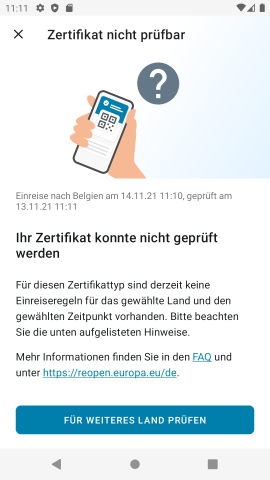 11:11
Zertifikat nicht prüfbar
Einreise nach Belgien am 14.11.21 11:10, geprüft am
13.11.21 11:11
Ihr Zertifikat konnte nicht geprüft
werden
Für diesen Zertifikattyp sind derzeit keine
Einreiseregeln für das gewählte Land und den
gewählten Zeitpunkt vorhanden. Bitte beachten
Sie die unten aufgelisteten Hinweise.
Mehr Informationen finden Sie in den FAQ und
unter https://reopen.europa.eu/de.
FÜR WEITERES LAND PRÜFEN